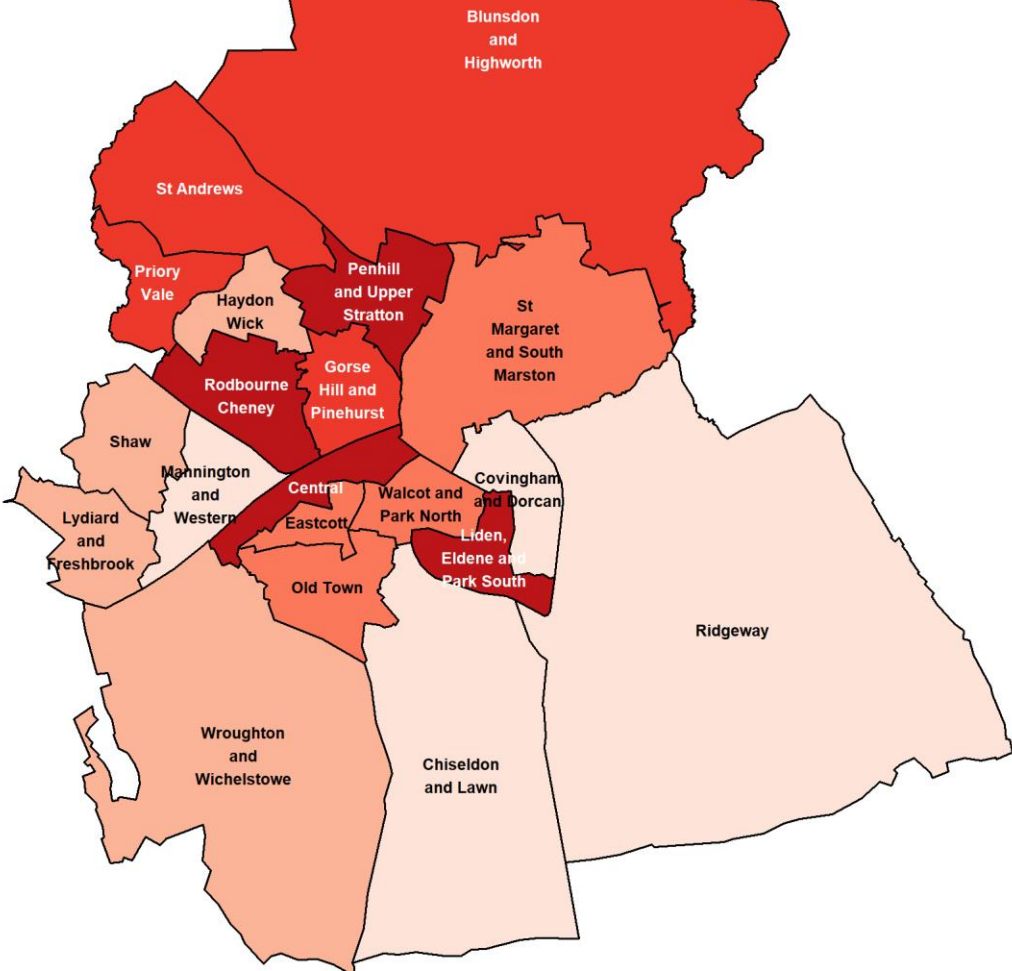 Blunsdon
and
Highworth
St Andrews
Priory
Vale
Haydon
Wick
Penhill
and Upper
Stratton
St
Margaret
and South
Marston
Gorse
Hill and
Pinehurst
Rodbourne
Cheney
Shaw
Mannington
and
Western
Central
Eastcott
Walcot and
Park North
Covingham
and Dorcan
Lydiard
and
Freshbrook
Liden,
Eldene and
Park South
Old Town
Ridgeway
Wroughton
and
Wichelstowe
Chiseldon
and Lawn